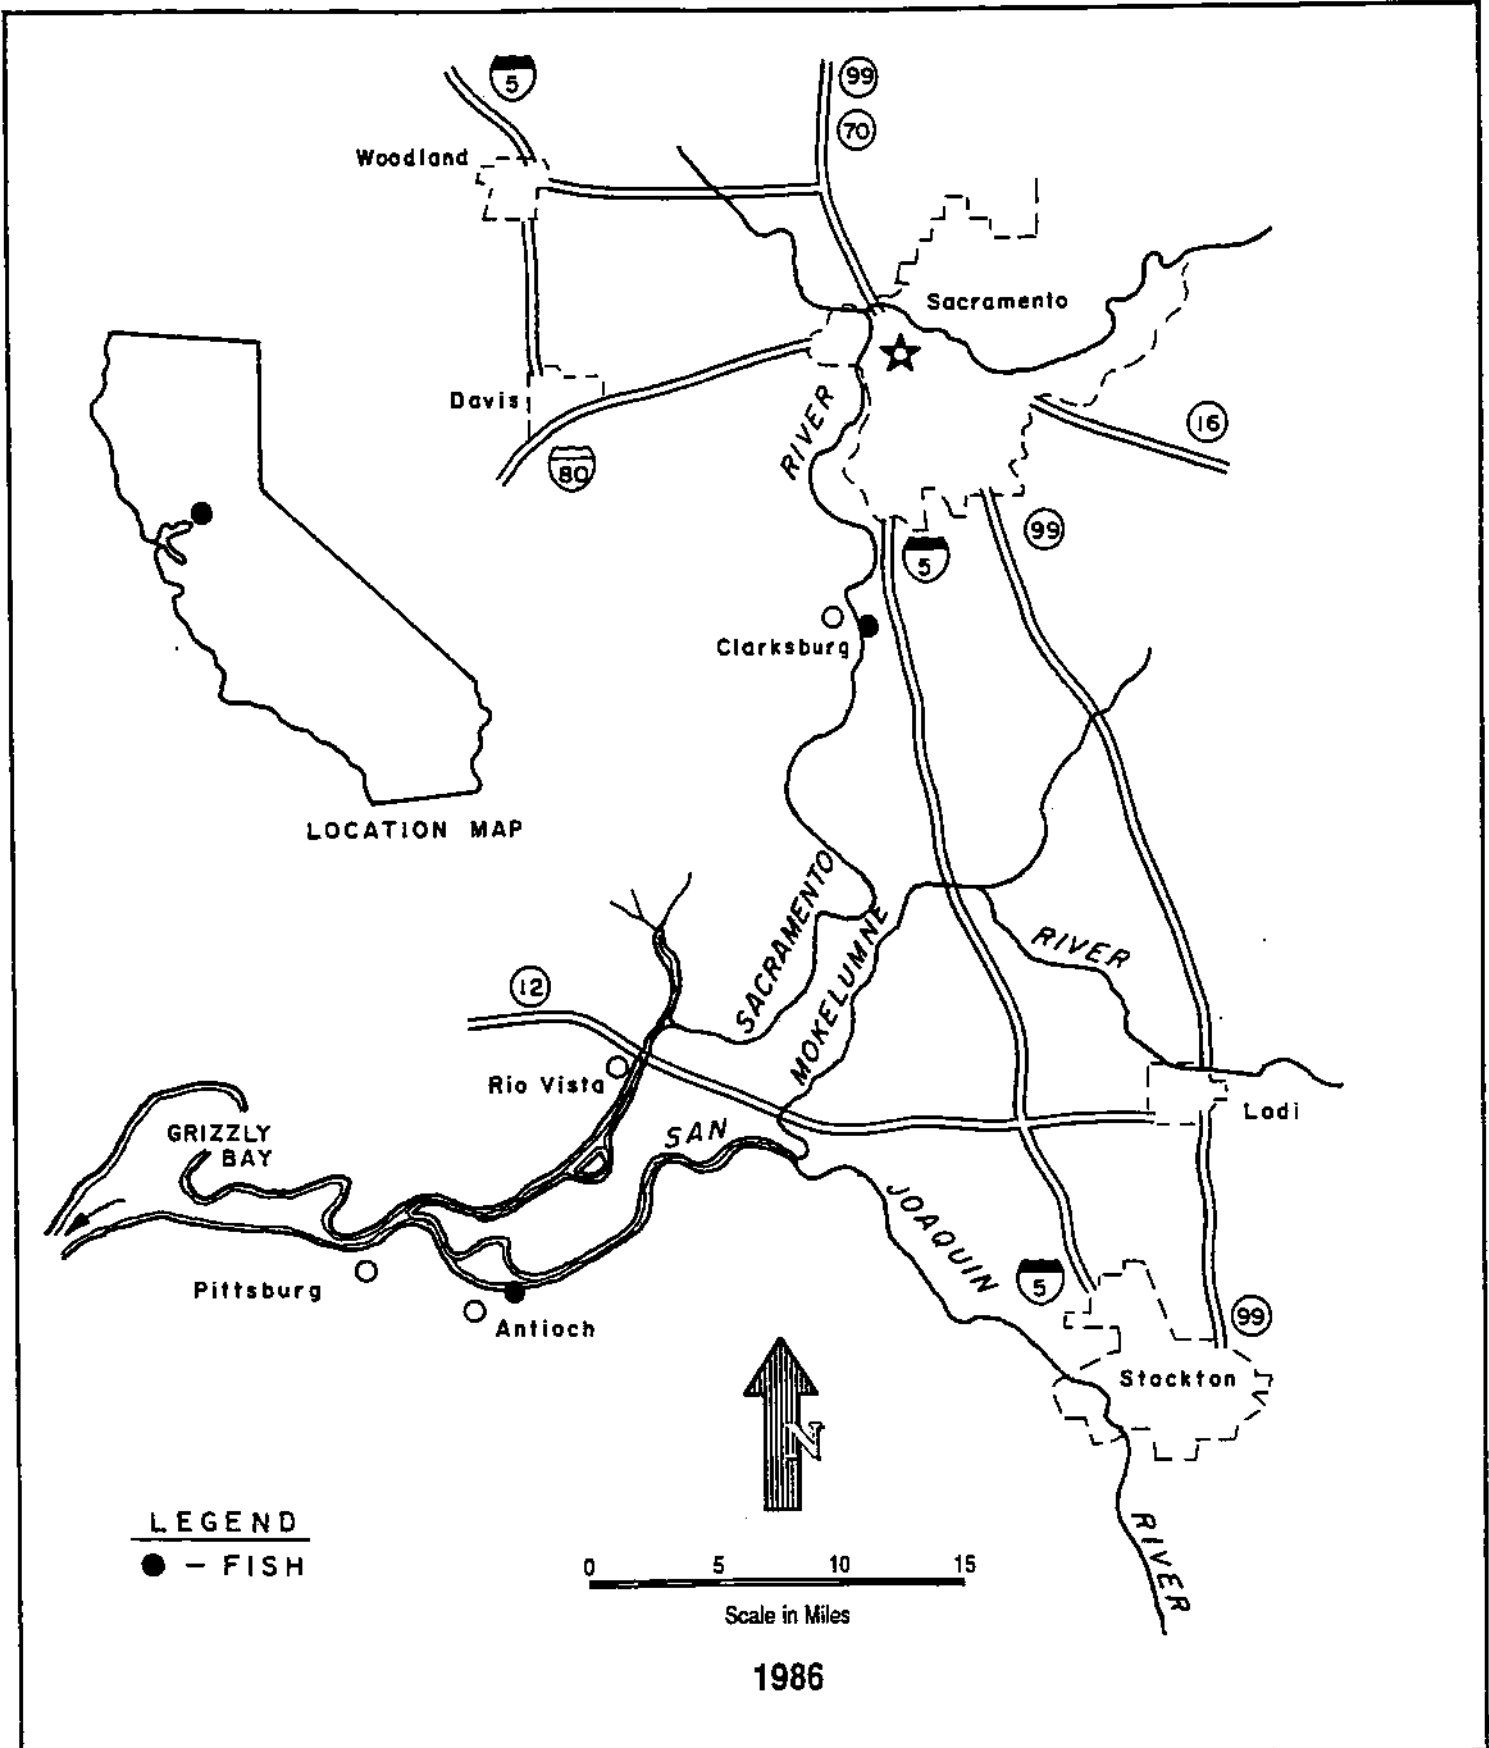 5
99
70
Woodland
Sacramento
Davis
80
RIVER
16
99
5
Clarksburg
LOCATION MAP
SACRAMENTO
MOKELUMNE
RIVER
12
Rio Vista
Lodi
GRIZZLY
BAY
SAN
JOAQUIN
Pittsburg
5
99
Antioch
Stockton
N
LEGEND
- FISH
RIVER
0 5 10 15
Scale in Miles
1986